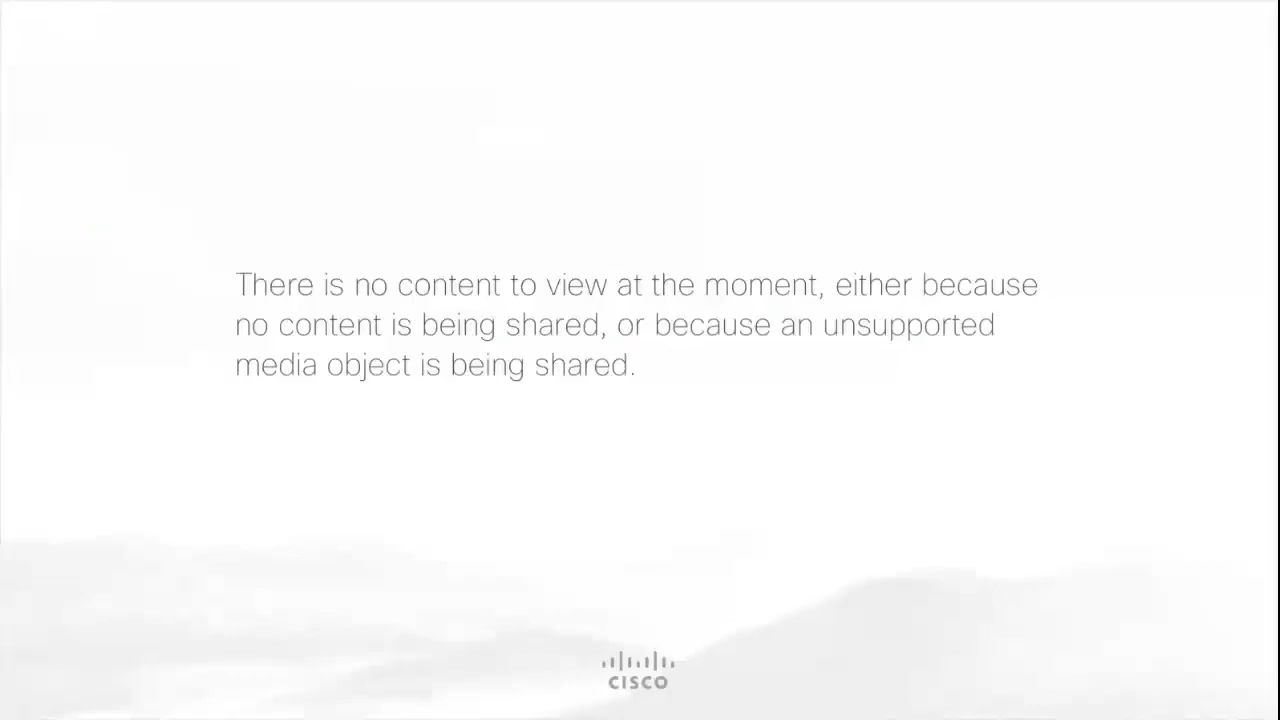 There is no content to view at the moment, either because
no content is being shared, or because an unsupported
media object is being shared.
CISCO